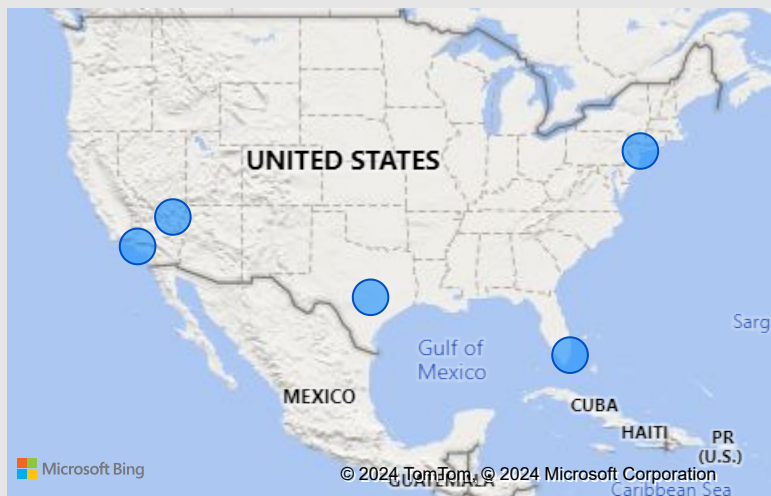 UNITED STATES
Sarg
Gulf of
Mexico
MEXICO
CUBA
HAITI
PR
(U.S.)
Microsoft Bing
© 2024 TomTom, © 2024 Microsoft Corporation
GUATEMALA
Caribbean Sea